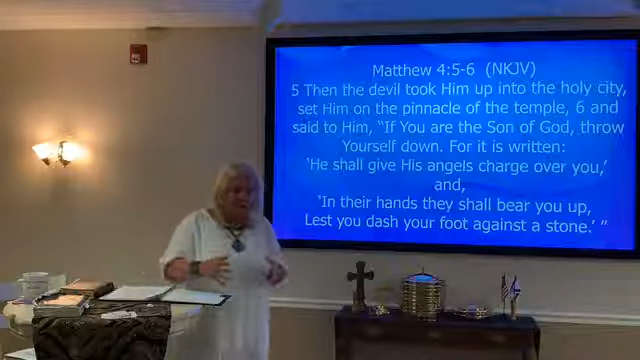 Matthew 4:5-6 (NKJV)
5 Then the devil took Him up into the holy city,
set Him on the pinnacle of the temple, 6 and
said to Him, “If You are the Son of God, throw
Yourself down. For it is written:
‘He shall give His angels charge over you,’
and,
‘In their hands they shall bear you up,
Lest you dash your foot against a stone.’ ”